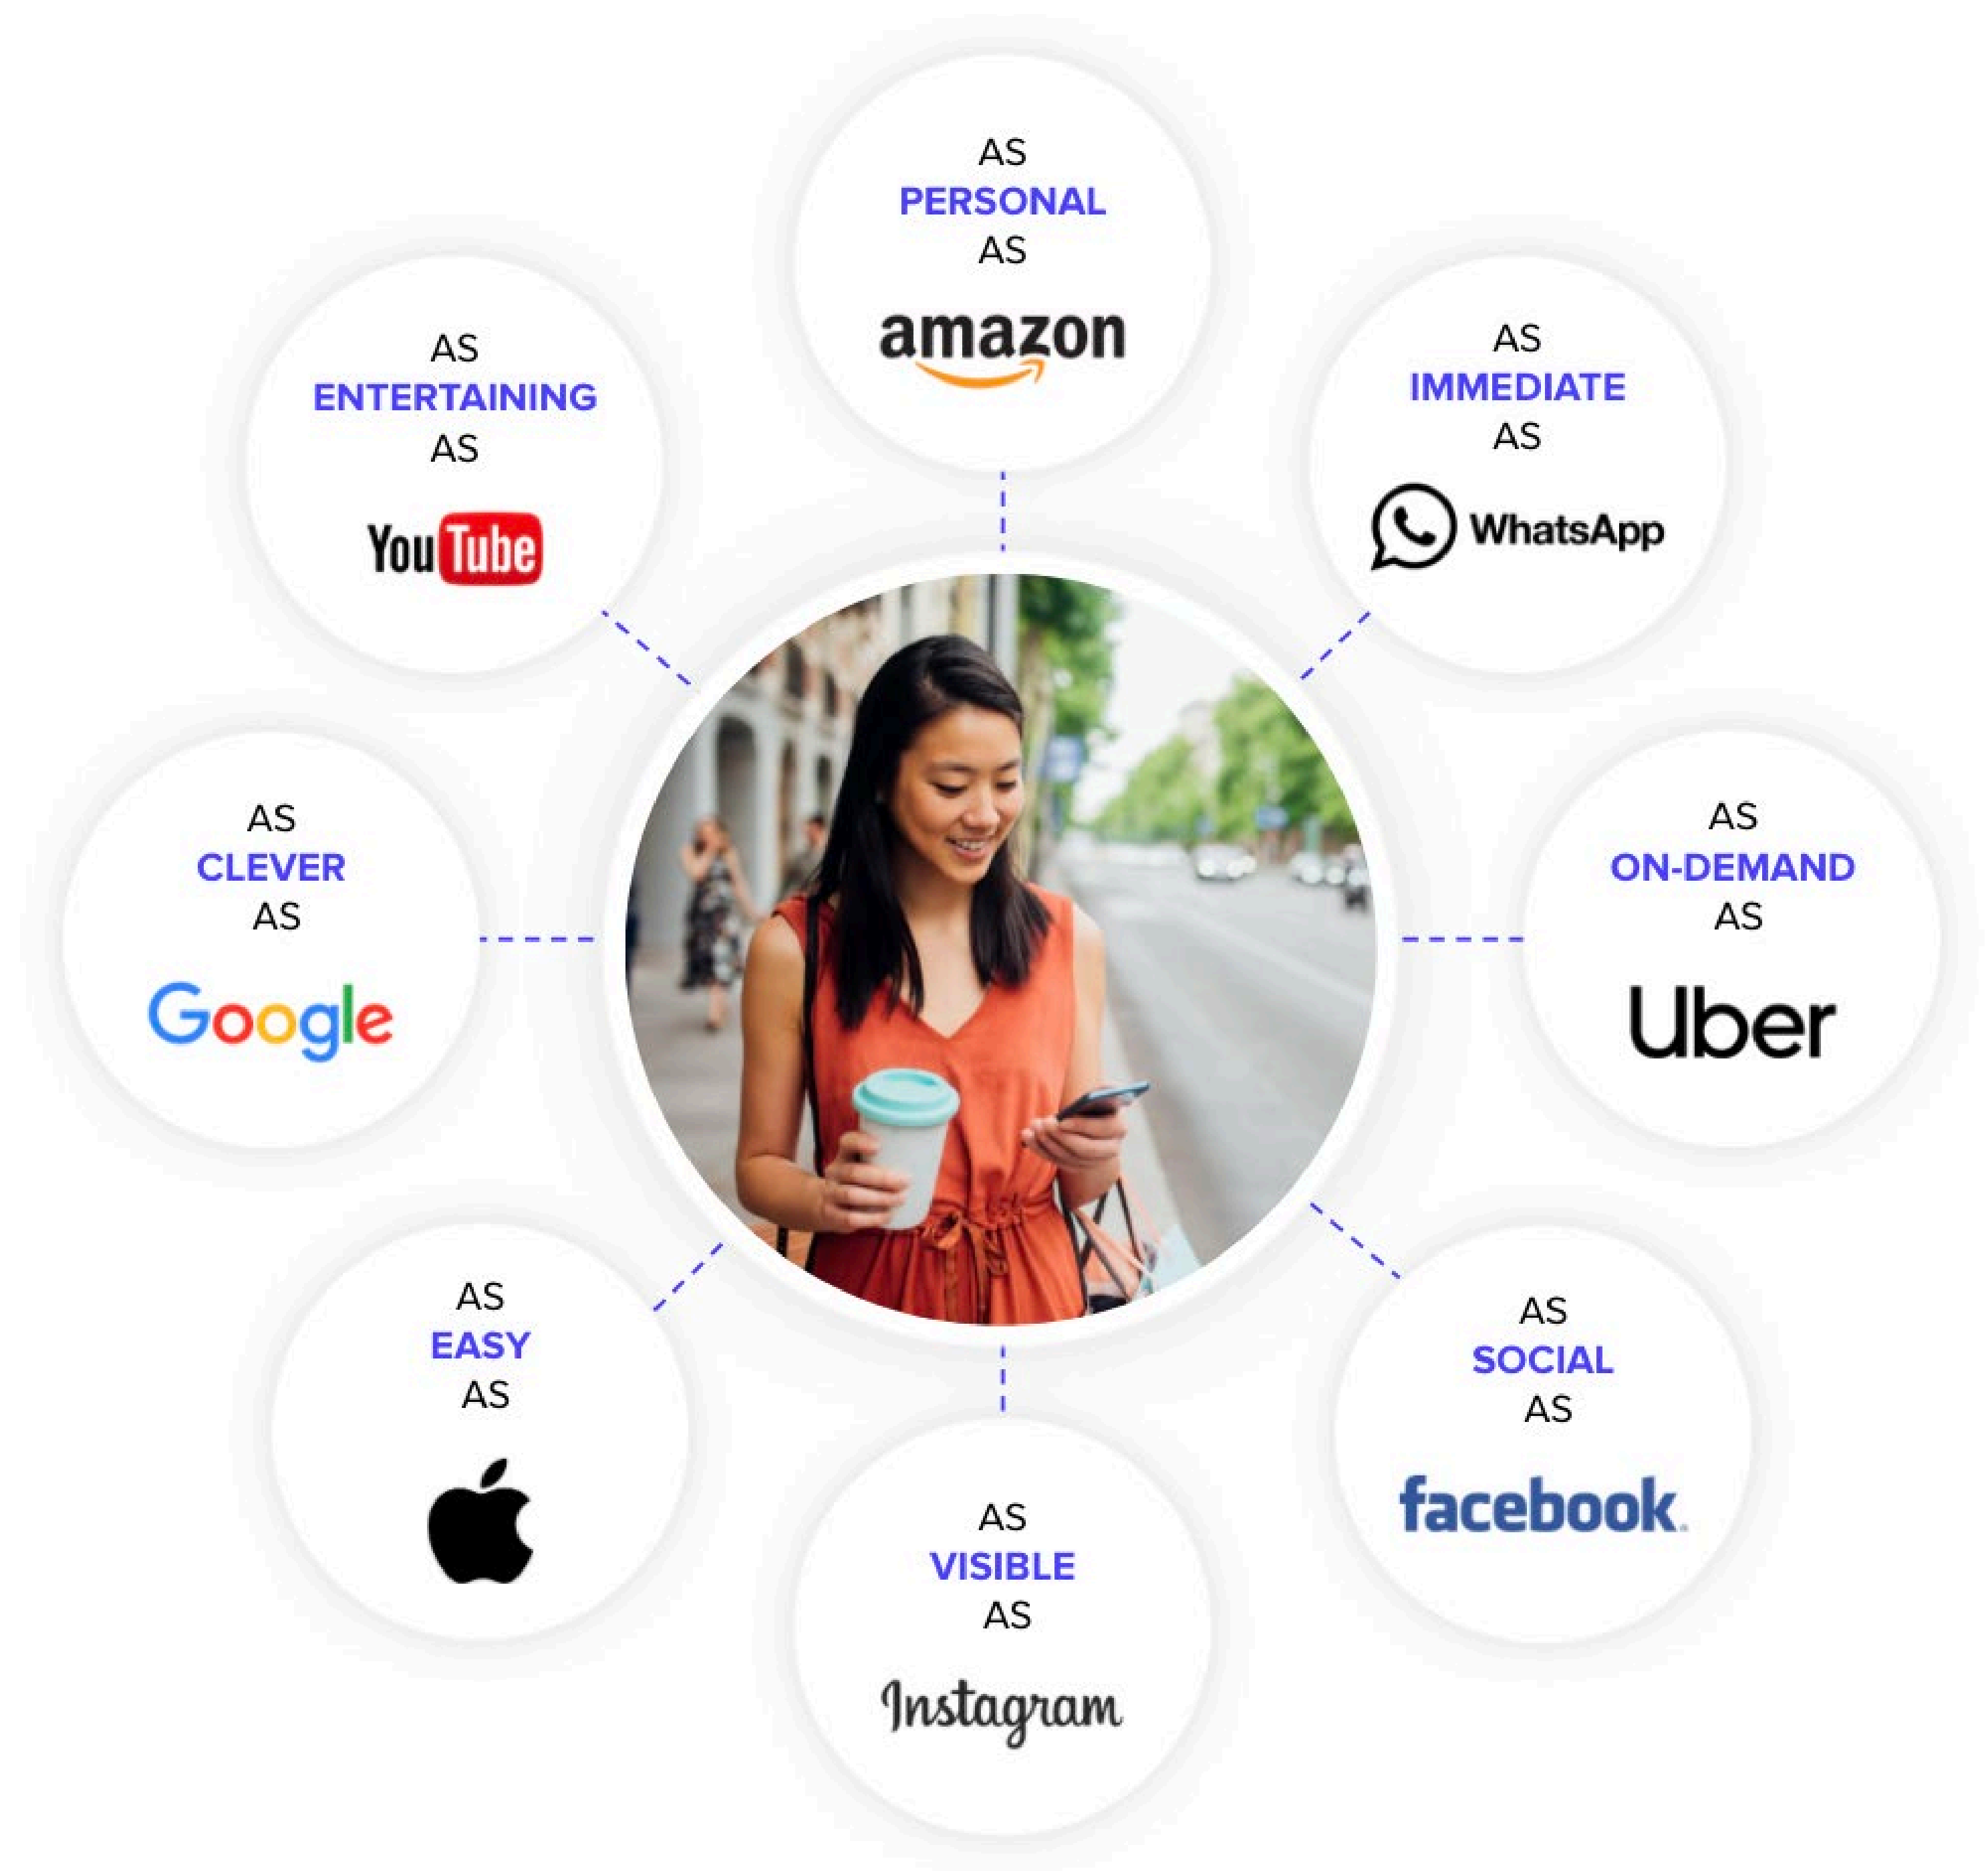 AS
PERSONAL
AS
amazon
AS
IMMEDIATE
AS
WhatsApp
AS
ON-DEMAND
AS
Uber
AS
SOCIAL
AS
facebook.
AS
VISIBLE
AS
Instagram
AS
EASY
AS
AS
CLEVER
AS
Google
AS
ENTERTAINING
AS
YouTube